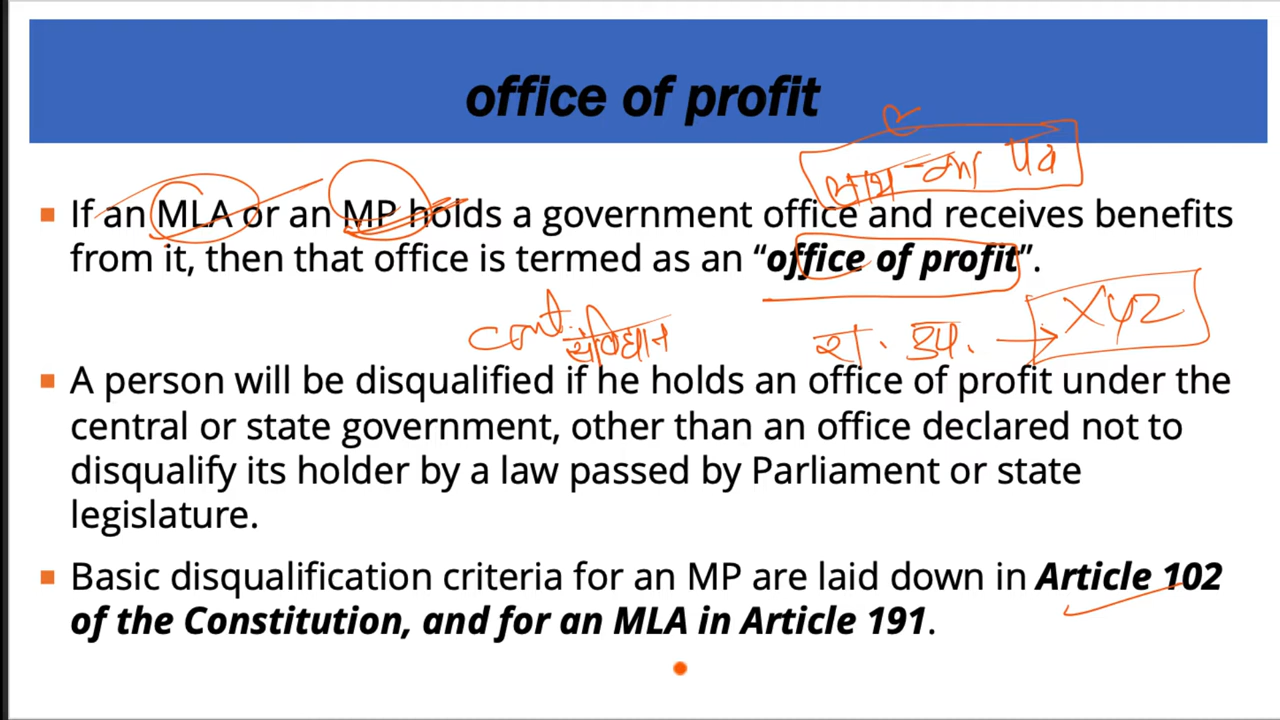 office of profit
लाभ का पद
▪ If an MLA or an MP holds a government office and receives benefits
from it, then that office is termed as an “office of profit”.
cont. संविधान रा. उप. → XYZ
▪ A person will be disqualified if he holds an office of profit under the
central or state government, other than an office declared not to
disqualify its holder by a law passed by Parliament or state
legislature.
▪ Basic disqualification criteria for an MP are laid down in Article 102
of the Constitution, and for an MLA in Article 191.